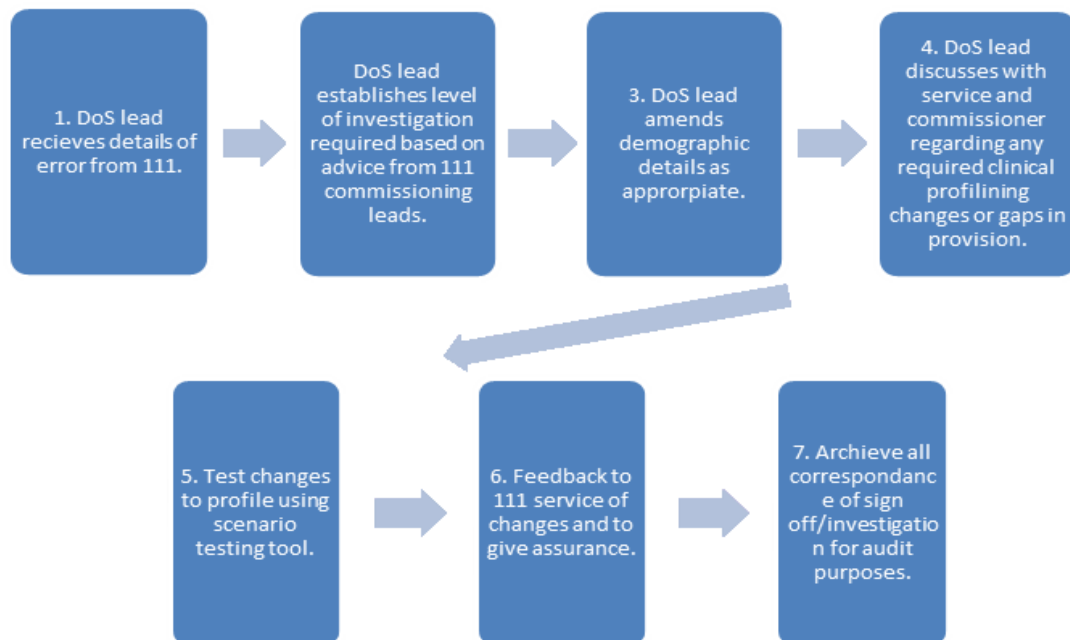 1. DoS lead
recieves details of
error from 111.
DoS lead
establishes level
of investigation
required based on
advice from 111
commissioning
leads.
3. DoS lead
amends
demographic
details as
approrpiate.
4. DoS lead
discusses with
service and
commissioner
regarding any
required clinical
profilining
changes or gaps in
provision.
5. Test changes
to profile using
scenario
testing tool.
6. Feedback to
111 service of
changes and to
give assurance.
7. Archieve all
correspondanc
e of sign
off/investigatio
n for audit
purposes.